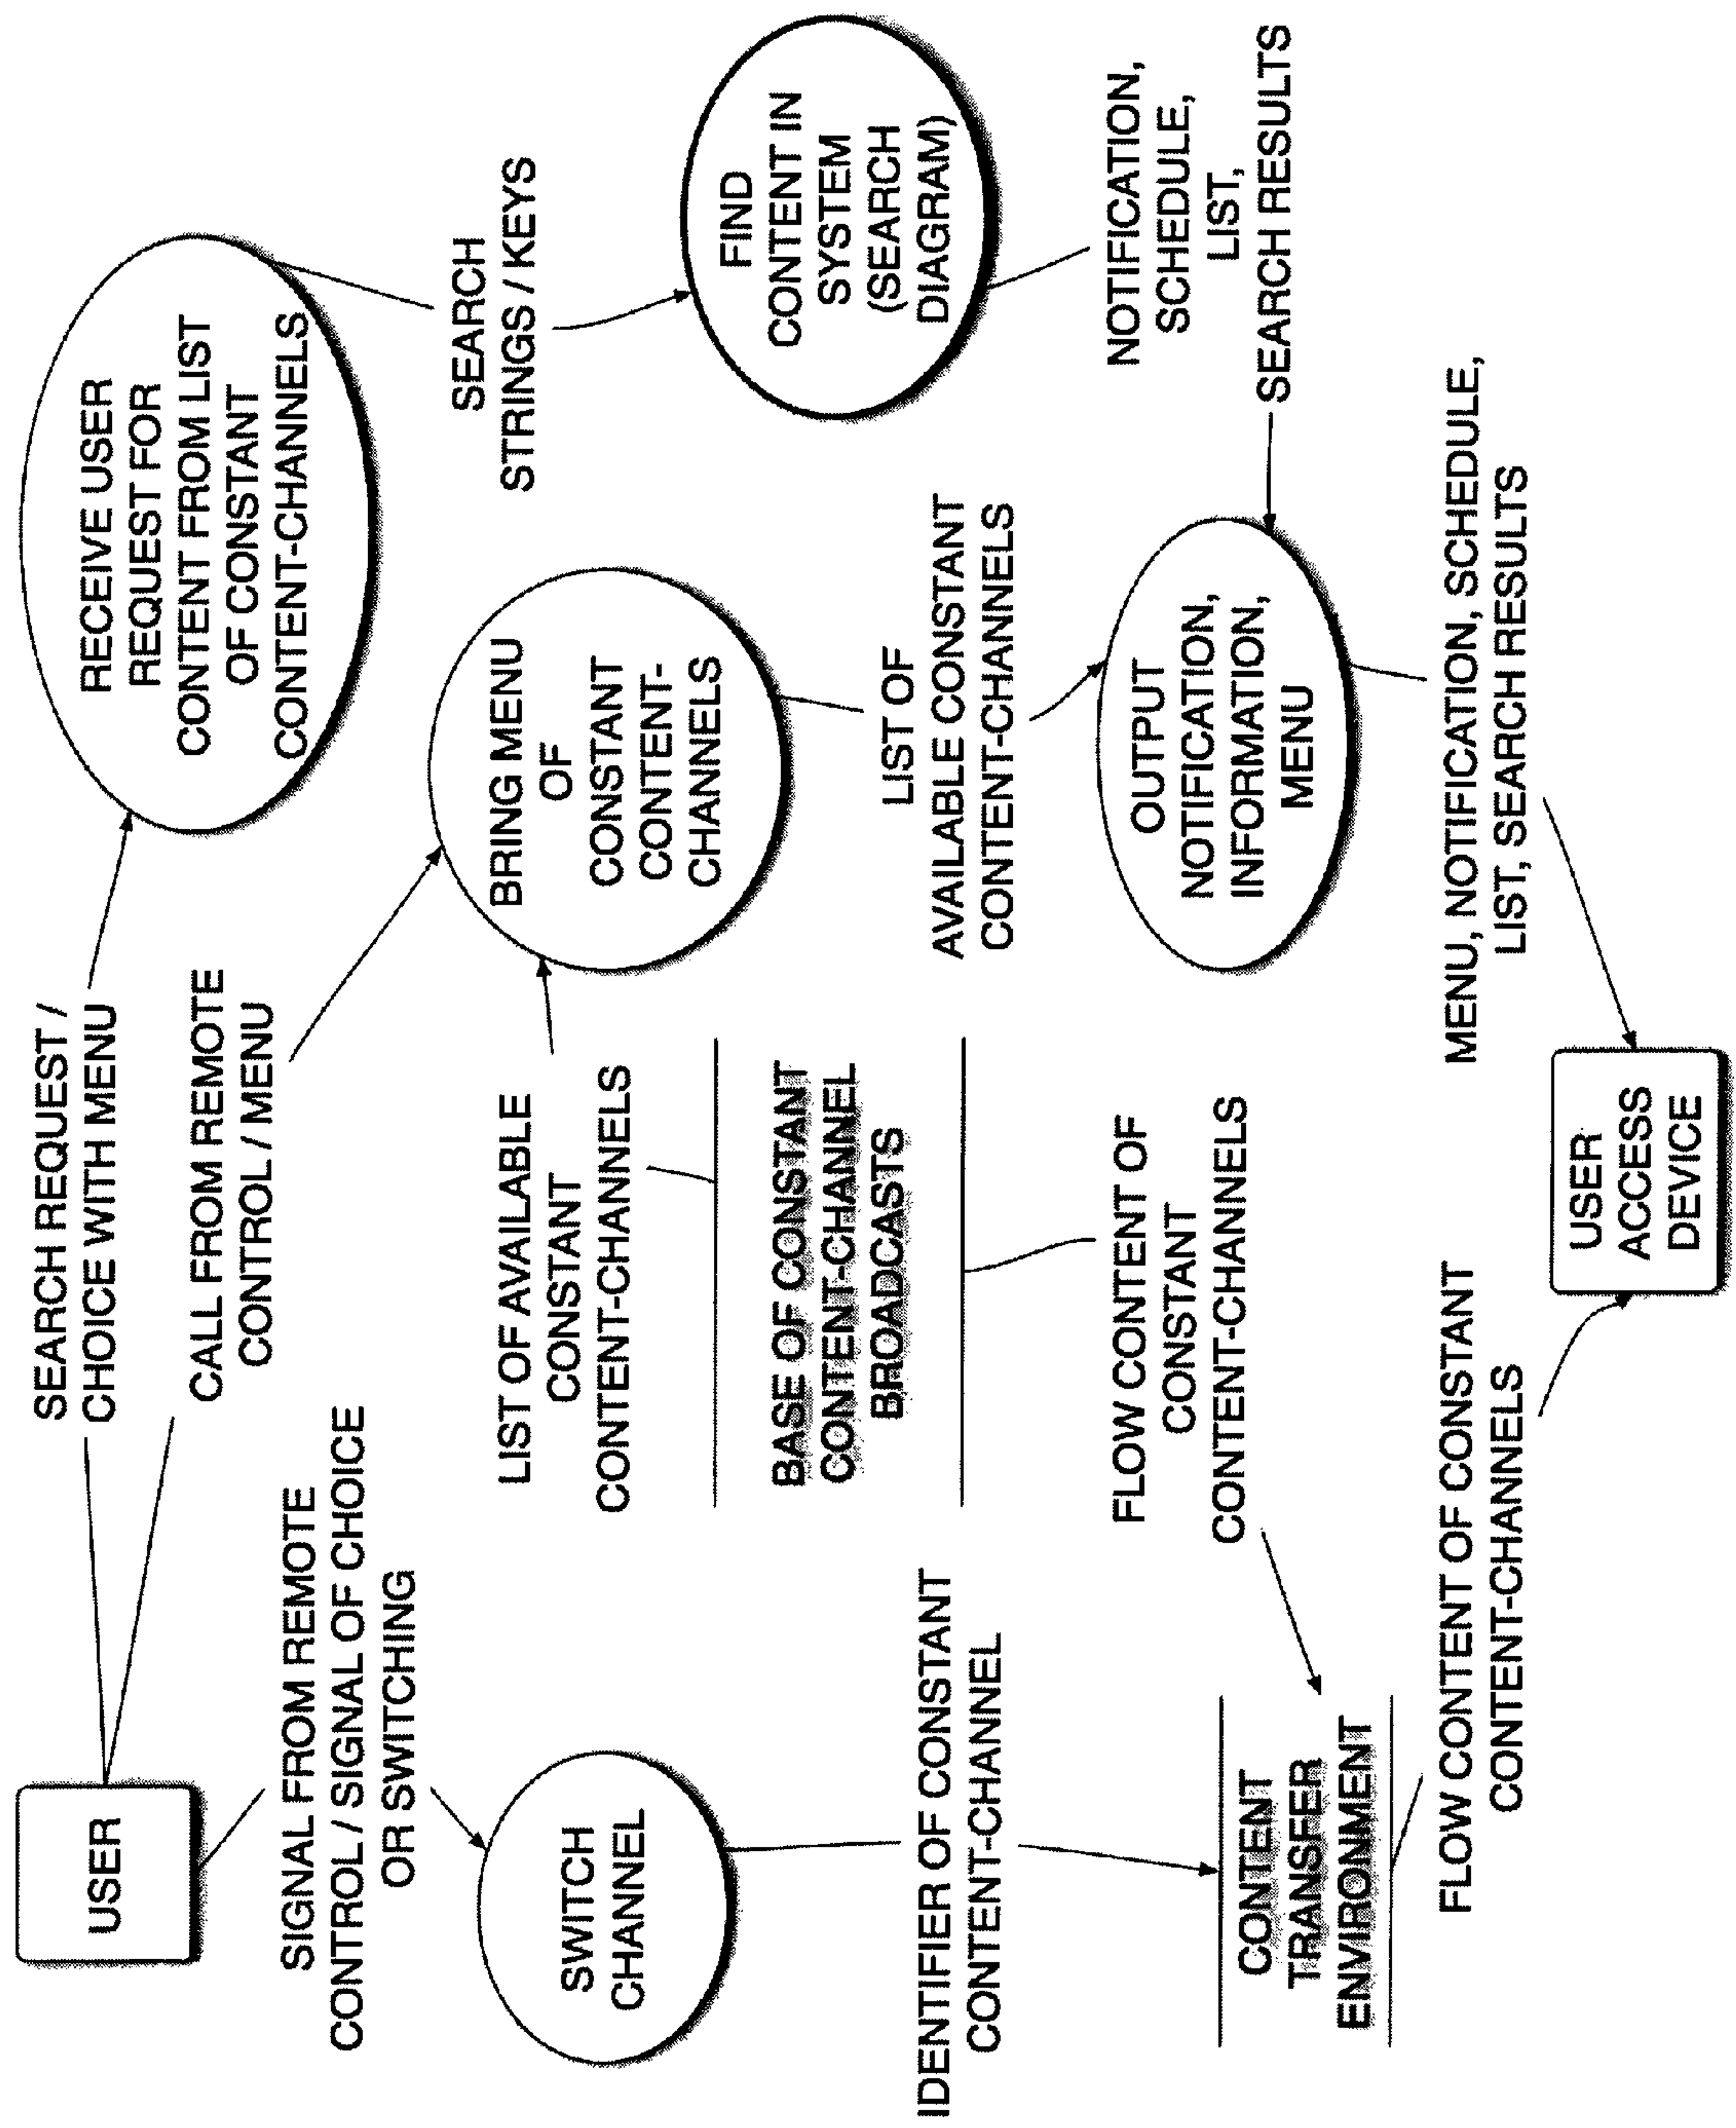 USER
SEARCH REQUEST /
CHOICE WITH MENU
CALL FROM REMOTE
CONTROL / MENU
SIGNAL FROM REMOTE
CONTROL / SIGNAL OF CHOICE
OR SWITCHING
RECEIVE USER
REQUEST FOR
CONTENT FROM LIST
OF CONSTANT
CONTENT-CHANNELS
SWITCH
CHANNEL
LIST OF AVAILABLE
CONSTANT
CONTENT-CHANNELS
BRING MENU
OF
CONSTANT
CONTENT-
CHANNELS
SEARCH
STRINGS / KEYS
BASE OF CONSTANT
CONTENT-CHANNEL
BROADCASTS
FIND
CONTENT IN
SYSTEM
(SEARCH
DIAGRAM)
IDENTIFIER OF CONSTANT
CONTENT-CHANNEL
LIST OF
AVAILABLE CONSTANT
CONTENT-CHANNELS
FLOW CONTENT OF
CONSTANT
CONTENT-CHANNELS
NOTIFICATION,
SCHEDULE,
LIST,
SEARCH RESULTS
CONTENT
TRANSFER
ENVIRONMENT
OUTPUT
NOTIFICATION,
INFORMATION,
MENU
FLOW CONTENT OF CONSTANT
CONTENT-CHANNELS
MENU, NOTIFICATION, SCHEDULE,
LIST, SEARCH RESULTS
USER
ACCESS
DEVICE